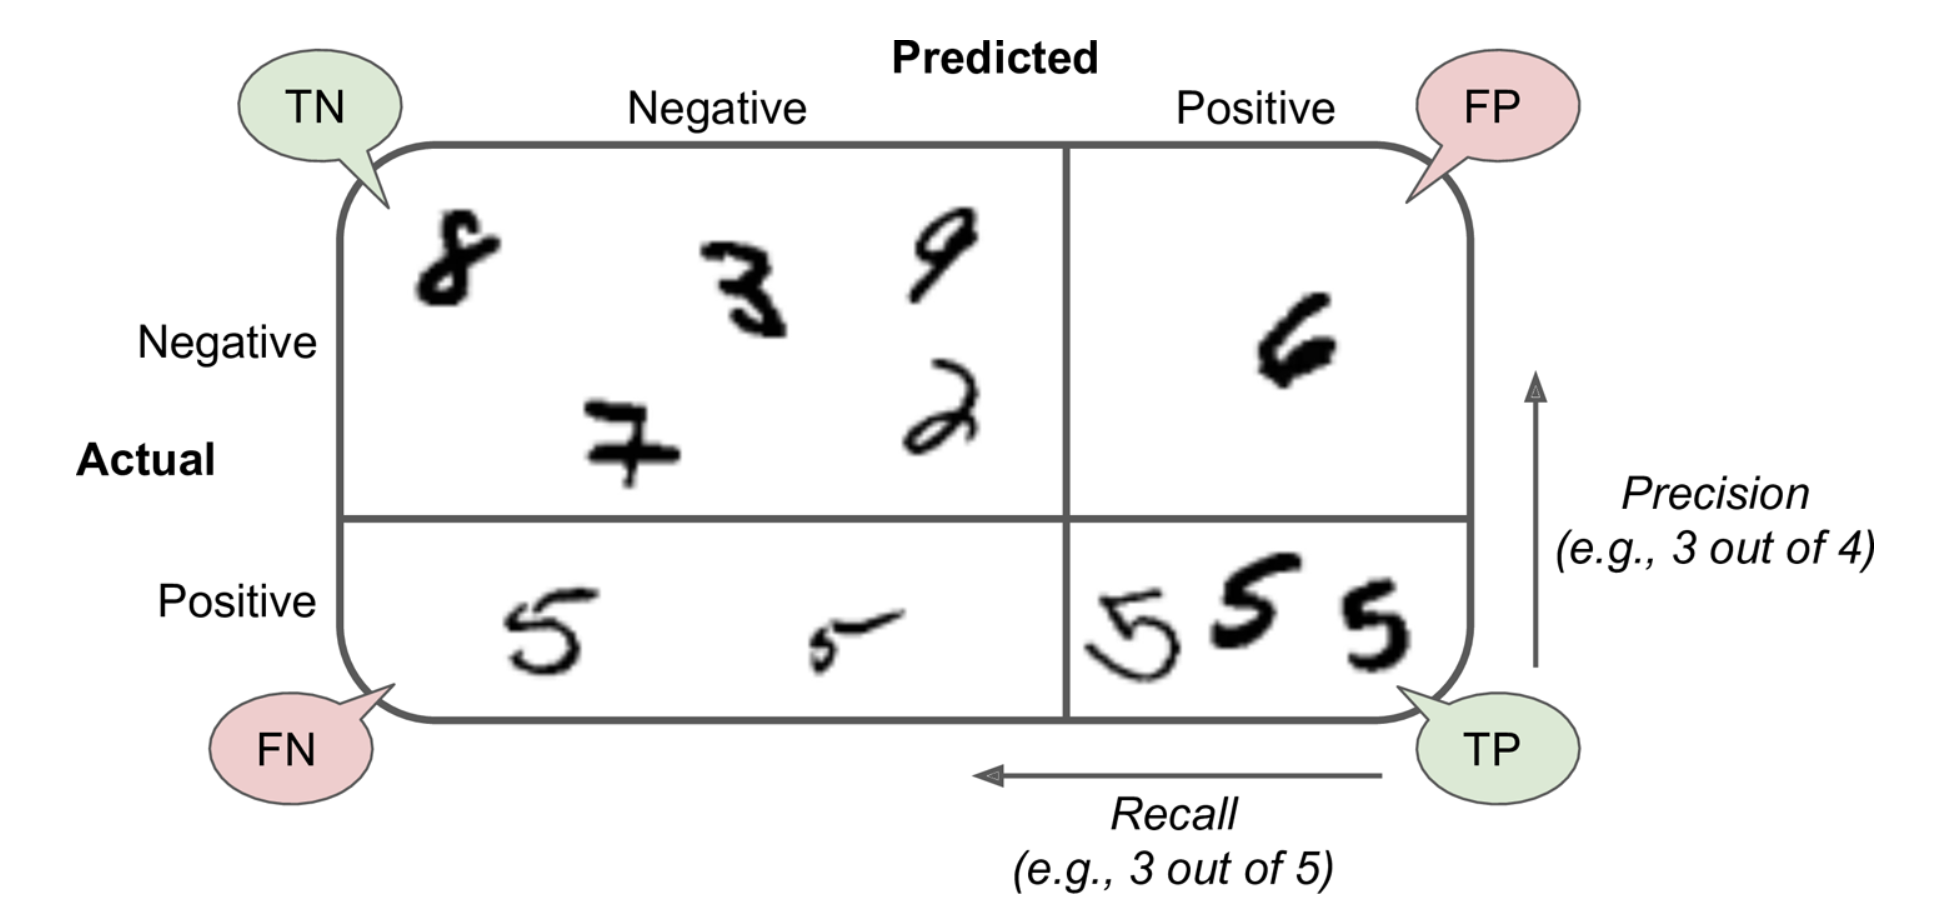 Predicted
TN
Negative
Positive
FP
8
3
9
Negative
6
7
2
Actual
Precision
(e.g., 3 out of 4)
Positive
5
5
5
5
5
FN
TP
Recall
(e.g., 3 out of 5)